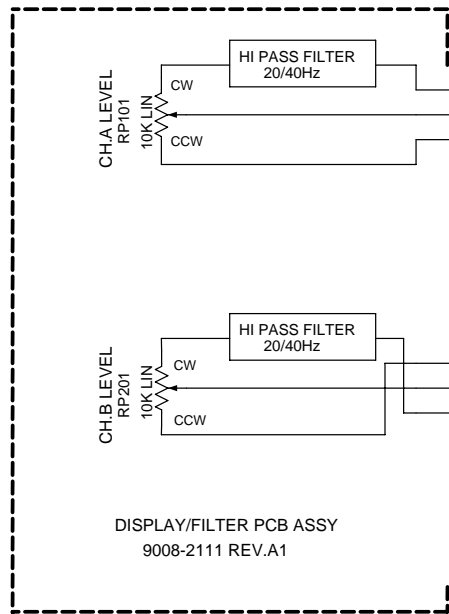 HI PASS FILTER
20/40Hz
CW
CCW
CH.A LEVEL
RP101
10K LIN
HI PASS FILTER
20/40Hz
CW
CCW
CH.B LEVEL
RP201
10K LIN
DISPLAY/FILTER PCB ASSY
9008-2111 REV.A1